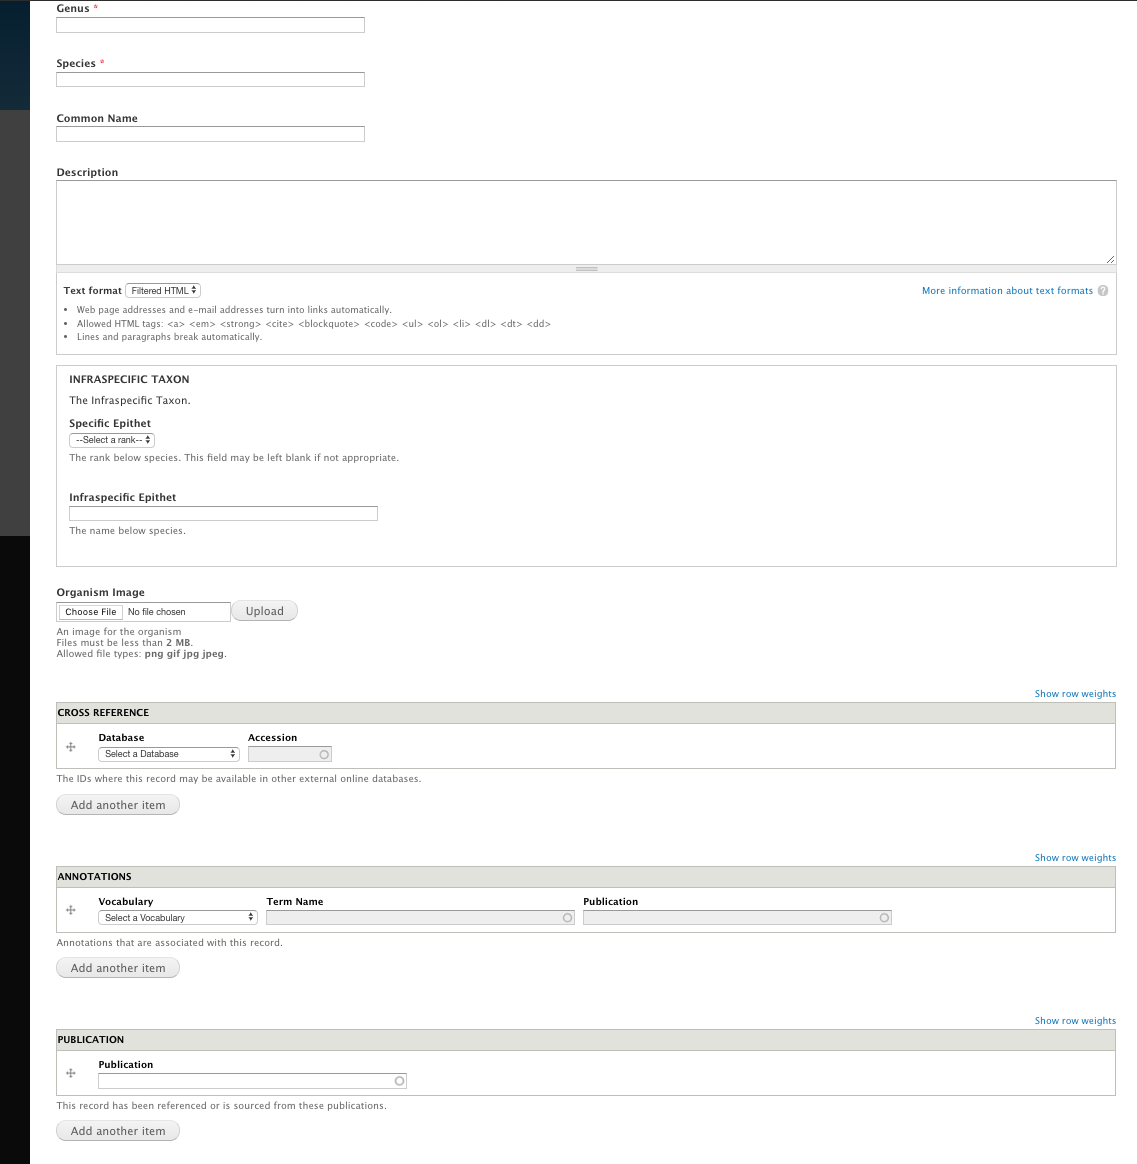 Genus *
Species *
Common Name
Description
Text format Filtered HTML More information about text formats ?
Web page addresses and e-mail addresses turn into links automatically.
Allowed HTML tags: <a> <em> <strong> <cite> <blockquote> <code> <ul> <ol> <li> <dl> <dt> <dd>
Lines and paragraphs break automatically.
INFRASPECIFIC TAXON
The Infraspecific Taxon.
Specific Epithet
--Select a rank--
The rank below species. This field may be left blank if not appropriate.
Infraspecific Epithet
The name below species.
Organism Image
Choose File No file chosen Upload
An image for the organism
Files must be less than 2 MB.
Allowed file types: png gif jpg jpeg.
Show row weights
CROSS REFERENCE
Database Accession
Select a Database
The IDs where this record may be available in other external online databases.
Add another item
Show row weights
ANNOTATIONS
Vocabulary Term Name Publication
Select a Vocabulary
Annotations that are associated with this record.
Add another item
Show row weights
PUBLICATION
Publication
This record has been referenced or is sourced from these publications.
Add another item